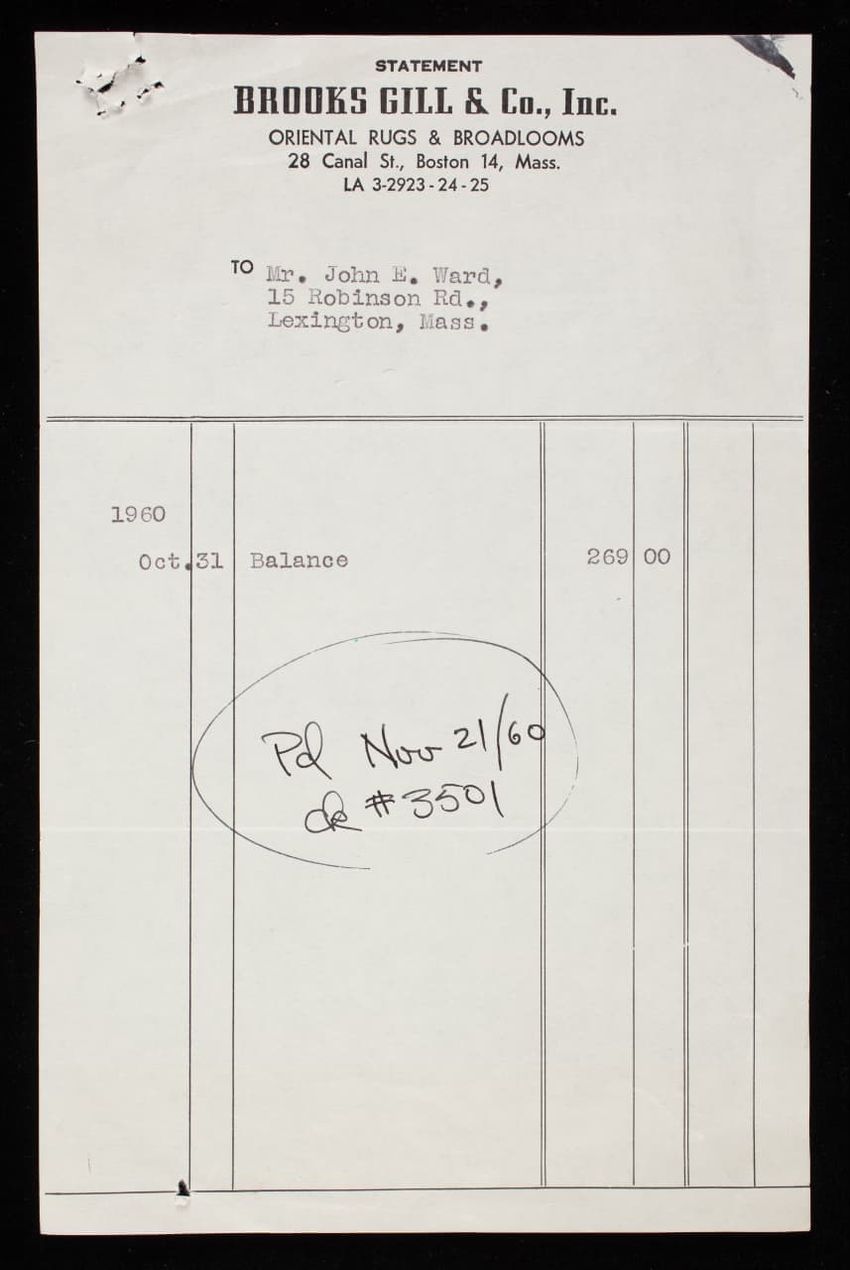 STATEMENT
BROOKS GILL & Co., Inc.
ORIENTAL RUGS & BROADLOOMS
28 Canal St., Boston 14, Mass.
LA 3-2923-24-25
TO Mr. John E. Ward,
15 Robinson Rd.,
Lexington, Mass.
1960
Oct. 31 Balance 269 00
Pd Nov 21/60
ck #3501